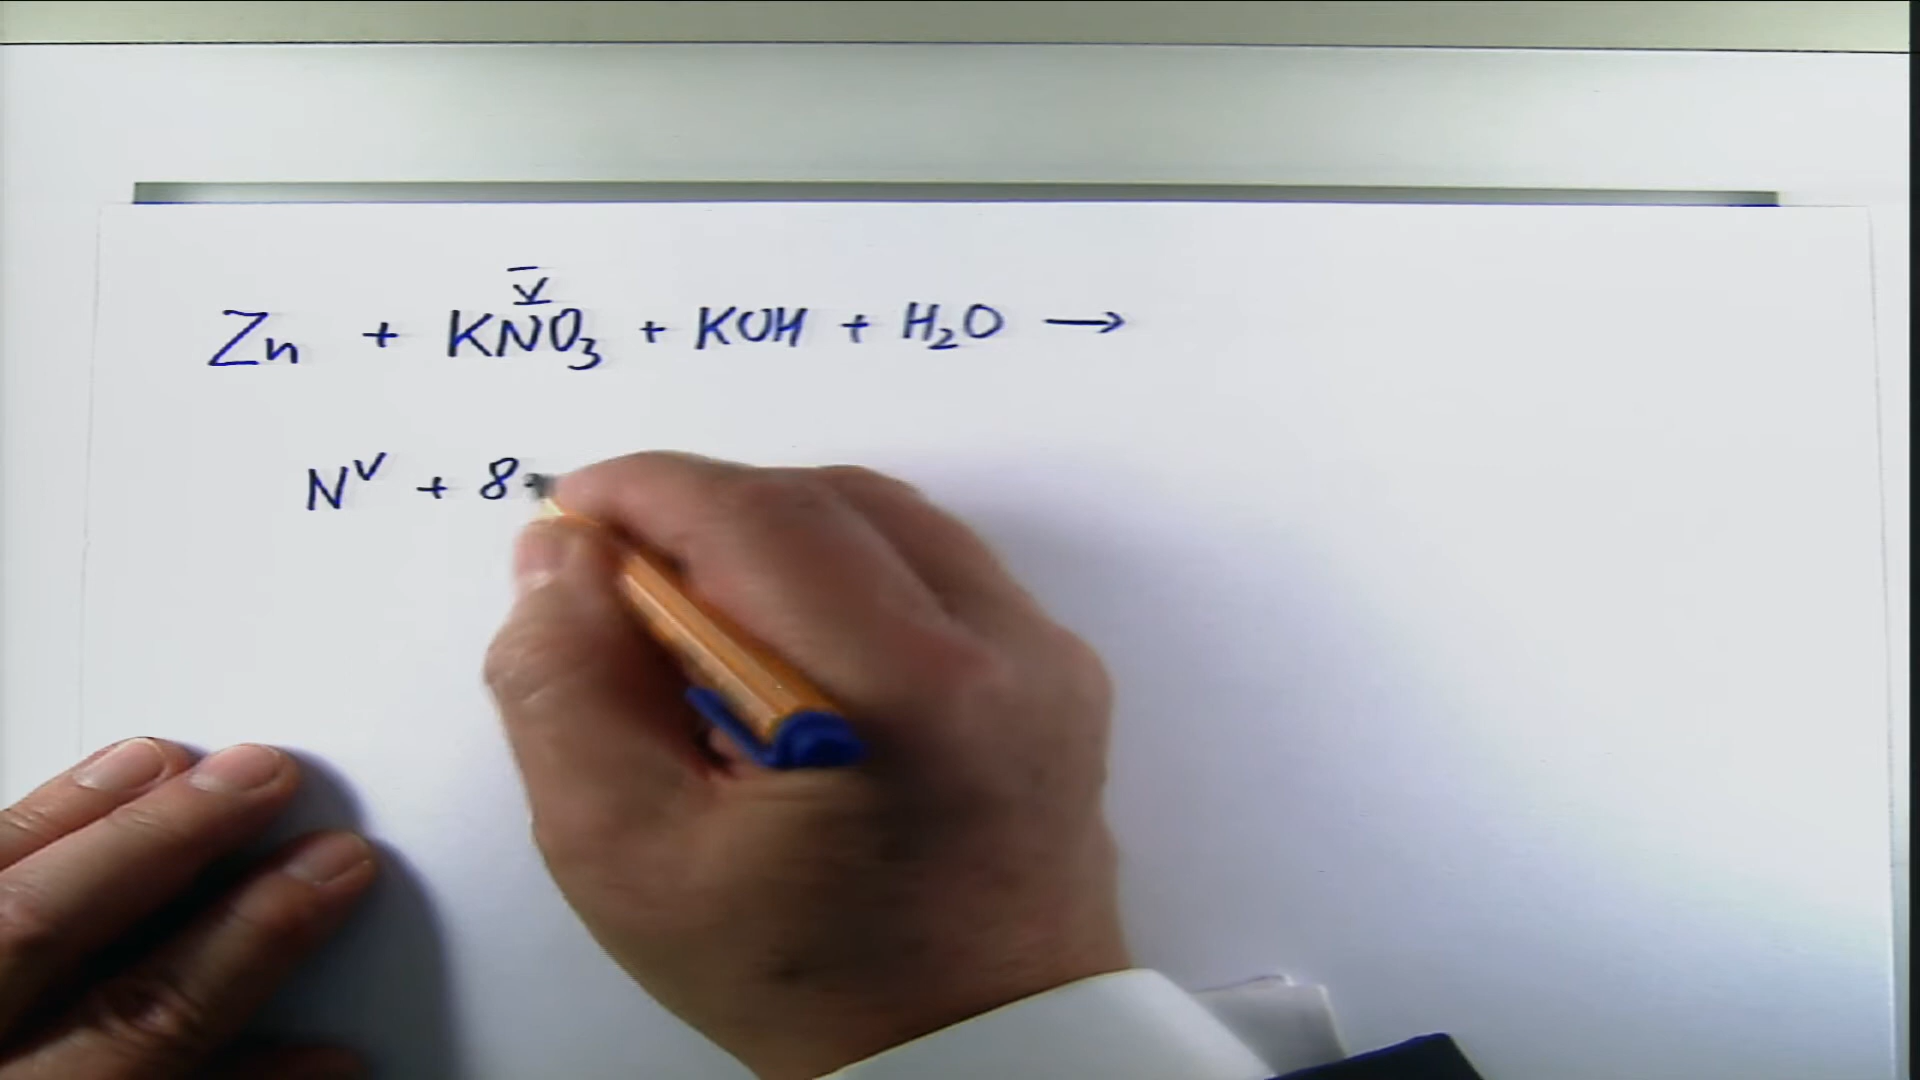 Zn + KNO₃ + KOH + H₂O →
N^V + 8